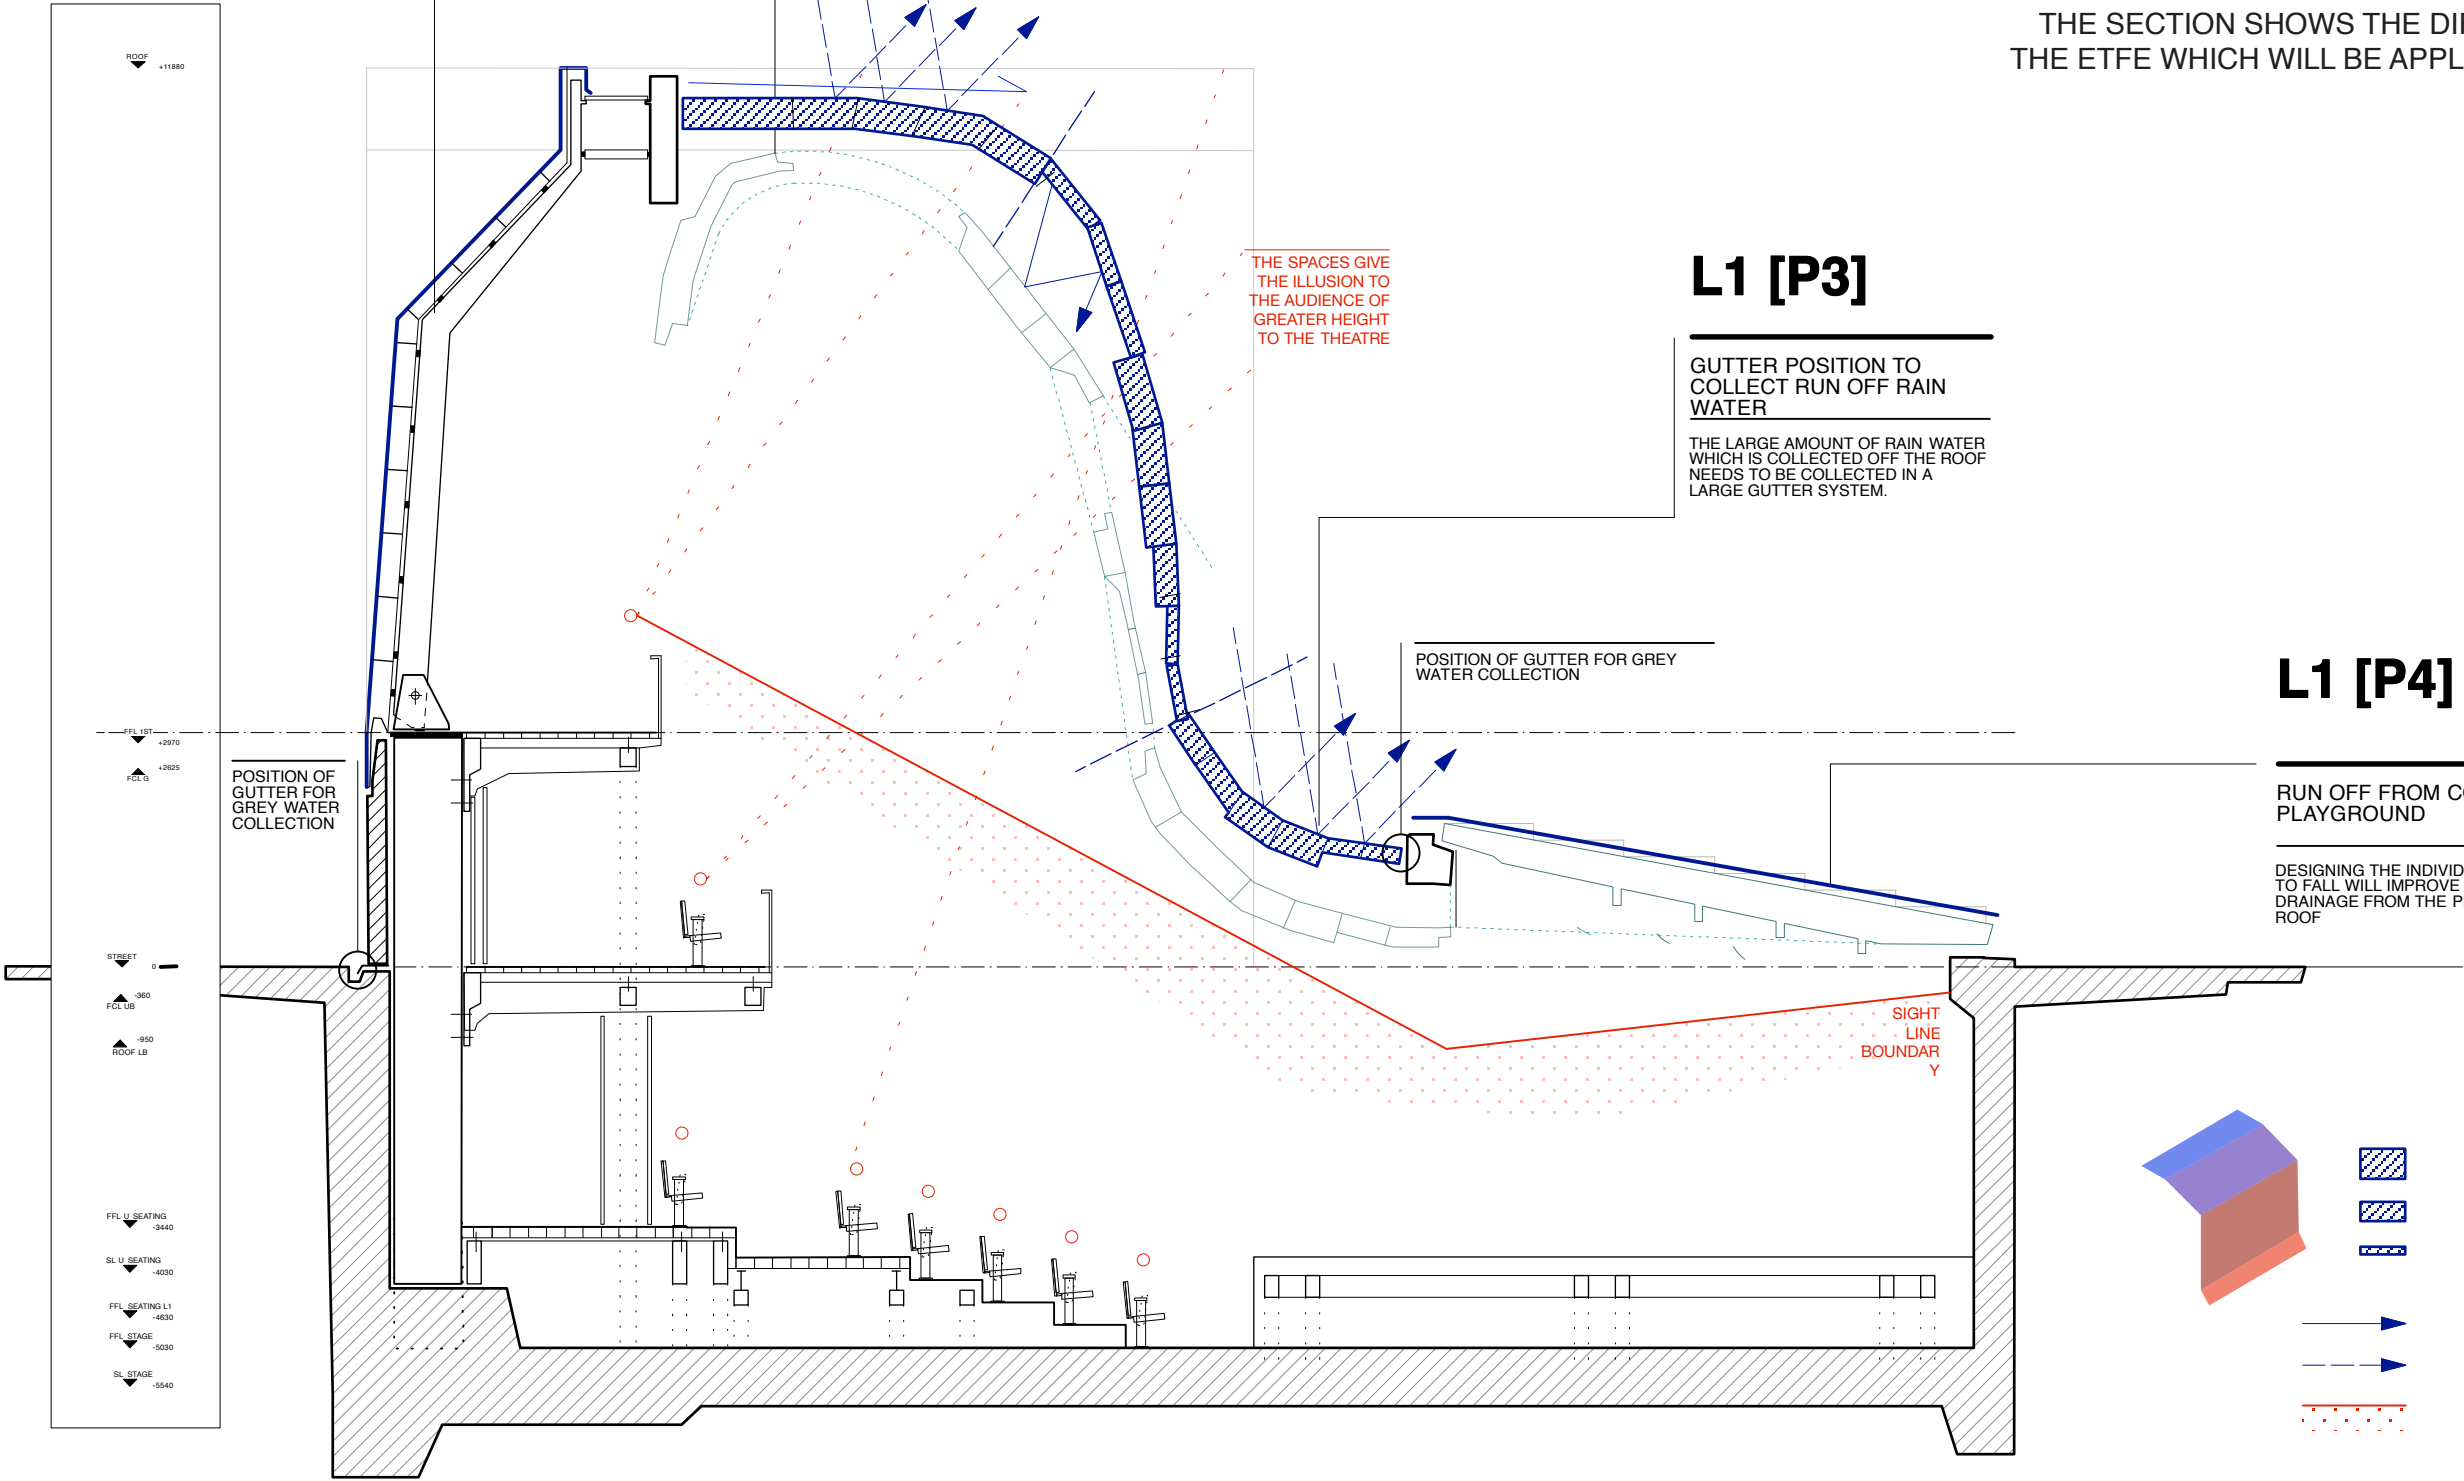 THE SECTION SHOWS THE
THE ETFE WHICH WILL BE
ROOF
+11880
THE SPACES GIVE
THE ILLUSION TO
THE AUDIENCE OF
GREATER HEIGHT
TO THE THEATRE
L1 [P3]
GUTTER POSITION TO
COLLECT RUN OFF RAIN
WATER
THE LARGE AMOUNT OF RAIN WATER
WHICH IS COLLECTED OFF THE ROOF
NEEDS TO BE COLLECTED IN A
LARGE GUTTER SYSTEM.
POSITION OF GUTTER FOR GREY
WATER COLLECTION
L1 [P4]
RUN OFF FROM
PLAYGROUND
DESIGNING THE
TO FALL WILL IMPROVE
DRAINAGE FROM THE
ROOF
FFL 1ST
+2970
+2625
FCL G
POSITION OF
GUTTER FOR
GREY WATER
COLLECTION
STREET
0
-360
FCL UB
-950
ROOF LB
SIGHT
LINE
BOUNDAR
Y
FFL U SEATING
-3440
SL U SEATING
-4030
FFL SEATING L1
-4630
FFL STAGE
-5030
SL STAGE
-5540